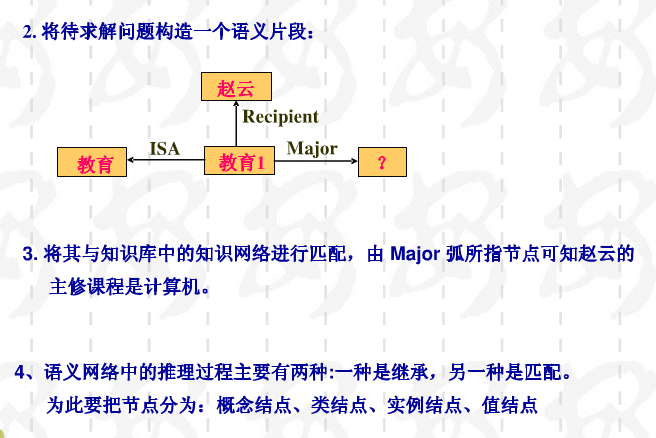 2. 将待求解问题构造一个语义片段：
赵云
Recipient
ISA
Major
教育
教育1
？
3. 将其与知识库中的知识网络进行匹配，由 Major 弧所指节点可知赵云的
主修课程是计算机。
4、语义网络中的推理过程主要有两种:一种是继承，另一种是匹配。
为此要把节点分为：概念结点、类结点、实例结点、值结点